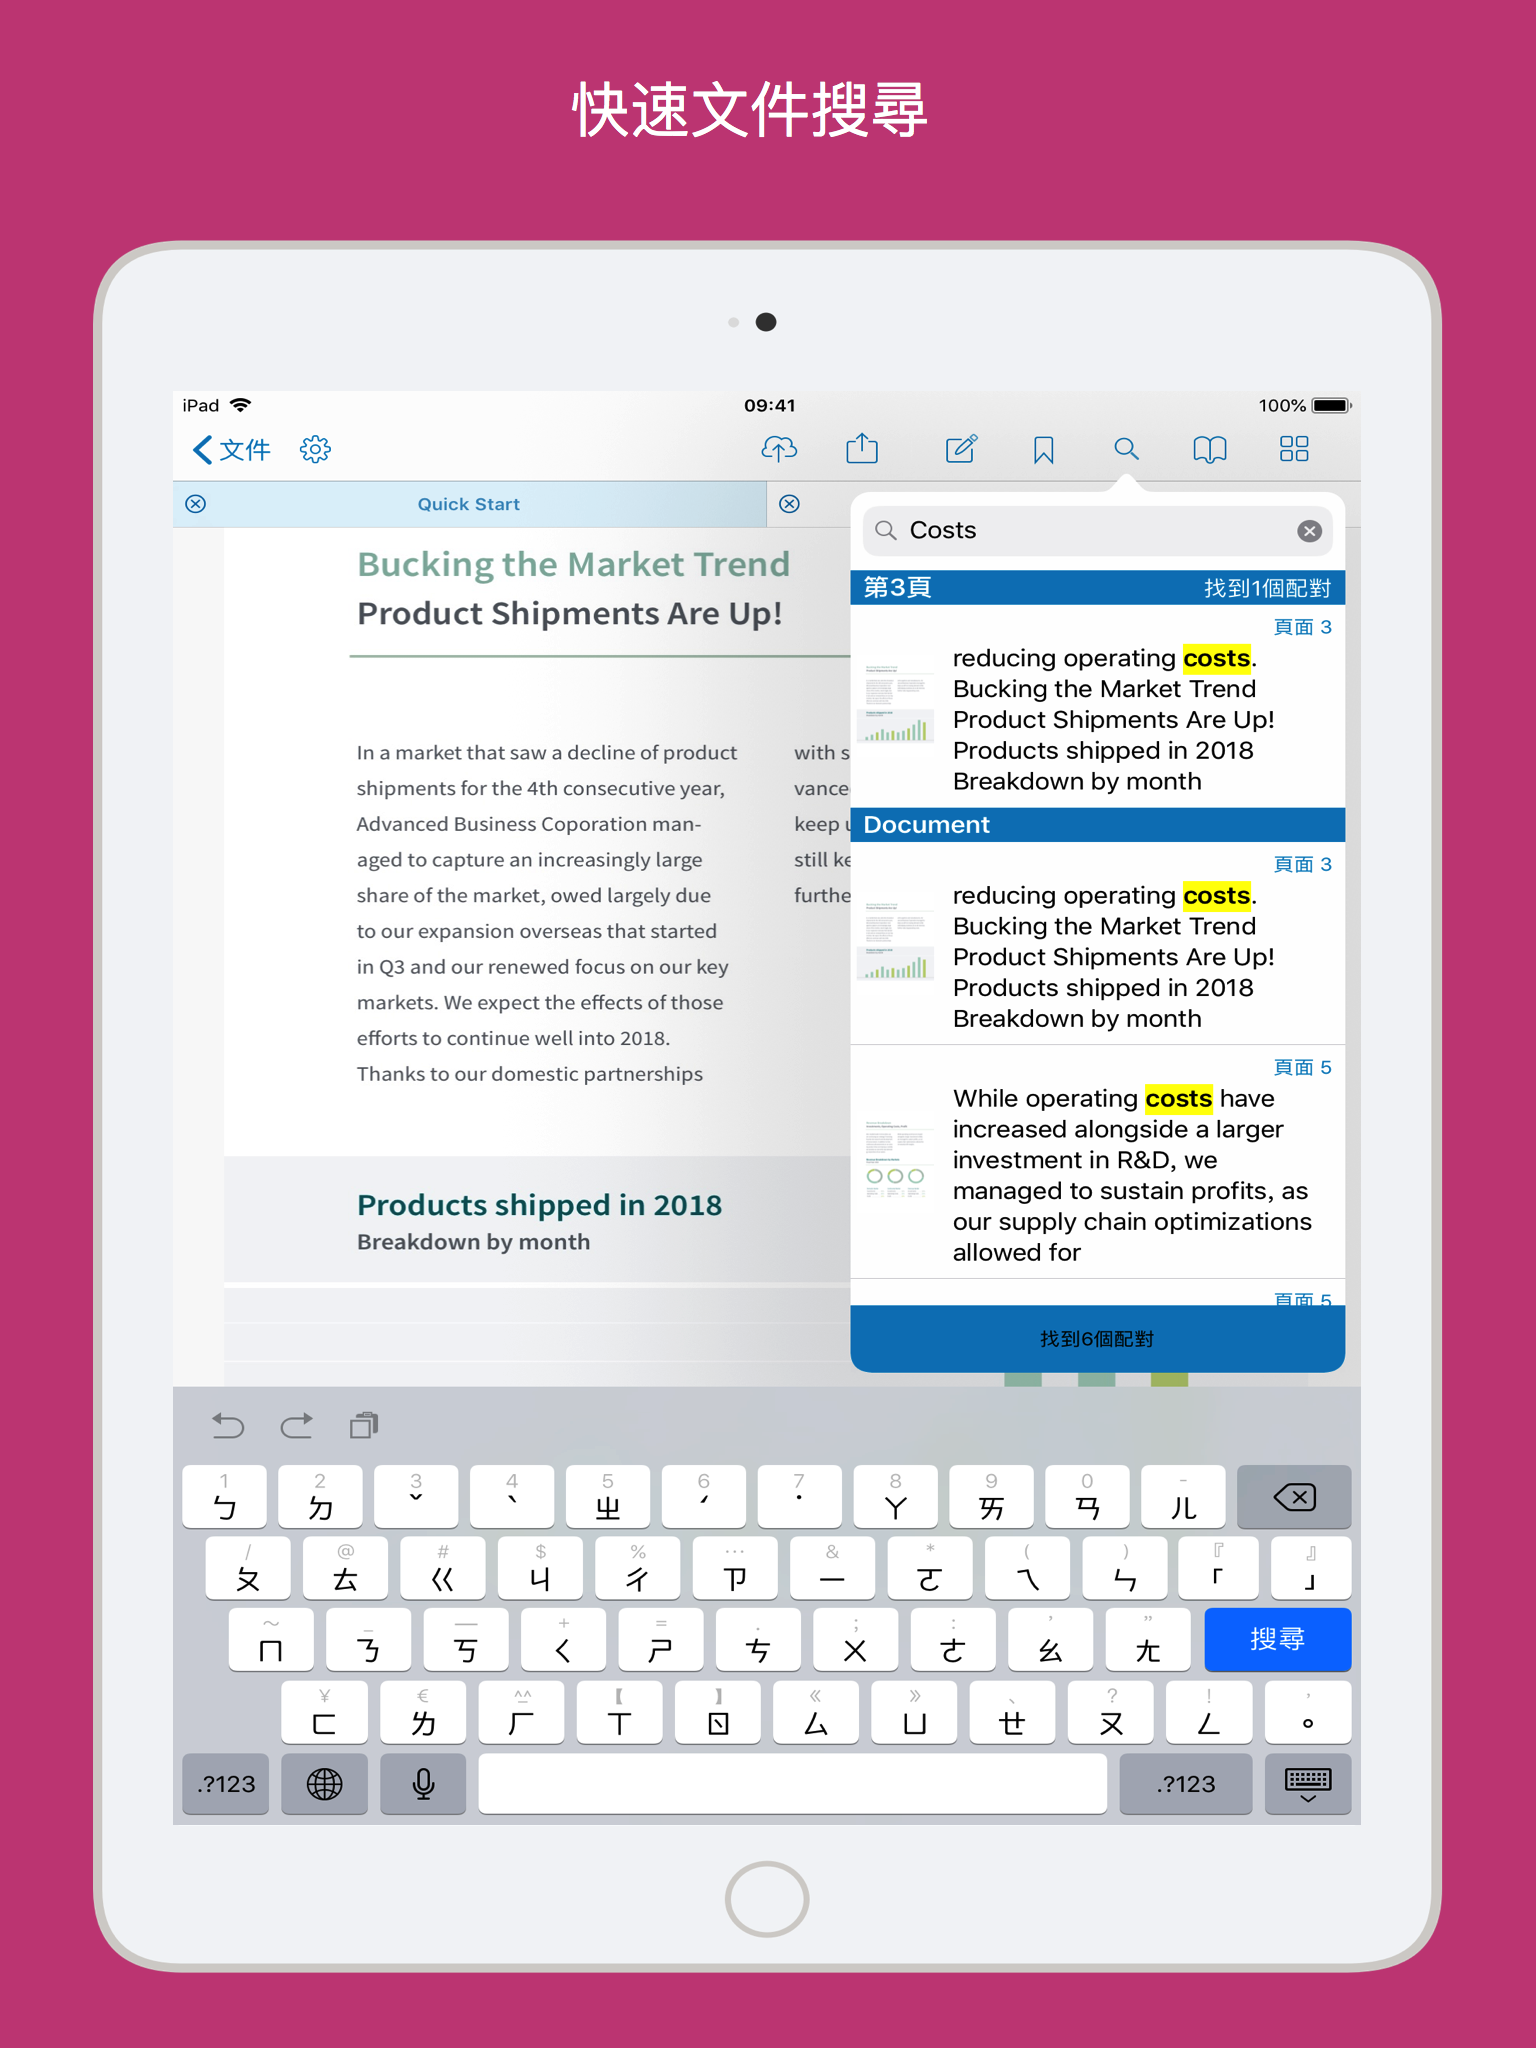 快速文件搜尋
iPad 09:41 100%
文件
Quick Start
Bucking the Market Trend
Product Shipments Are Up!
In a market that saw a decline of product
shipments for the 4th consecutive year,
Advanced Business Coporation man-
aged to capture an increasingly large
share of the market, owed largely due
to our expansion overseas that started
in Q3 and our renewed focus on our key
markets. We expect the effects of those
efforts to continue well into 2018.
Thanks to our domestic partnerships
with s
vance
keep u
still ke
furthe
Products shipped in 2018
Breakdown by month
Costs
第3頁 找到1個配對
頁面 3
reducing operating costs.
Bucking the Market Trend
Product Shipments Are Up!
Products shipped in 2018
Breakdown by month
Document
頁面 3
reducing operating costs.
Bucking the Market Trend
Product Shipments Are Up!
Products shipped in 2018
Breakdown by month
頁面 5
While operating costs have
increased alongside a larger
investment in R&D, we
managed to sustain profits, as
our supply chain optimizations
allowed for
頁面 5
找到6個配對
1 2 3 4 5 6 7 8 9 0 -
ㄅ ㄉ ˇ ˋ ㄓ ˊ ˙ ㄚ ㄞ ㄢ ㄦ
/ @ # $ % … & * ( ) 『 』
ㄆ ㄊ ㄍ ㄐ ㄔ ㄗ ㄧ ㄛ ㄟ ㄣ 「 」
～ _ — + = . ; : ’ ”
ㄇ ㄋ ㄎ ㄑ ㄕ ㄘ ㄨ ㄜ ㄠ ㄤ 搜尋
¥ € ^^ 【 】 《 》 、 ? ! ,
ㄈ ㄌ ㄏ ㄒ ㄖ ㄙ ㄩ ㄝ ㄡ ㄥ 。
.?123 .?123